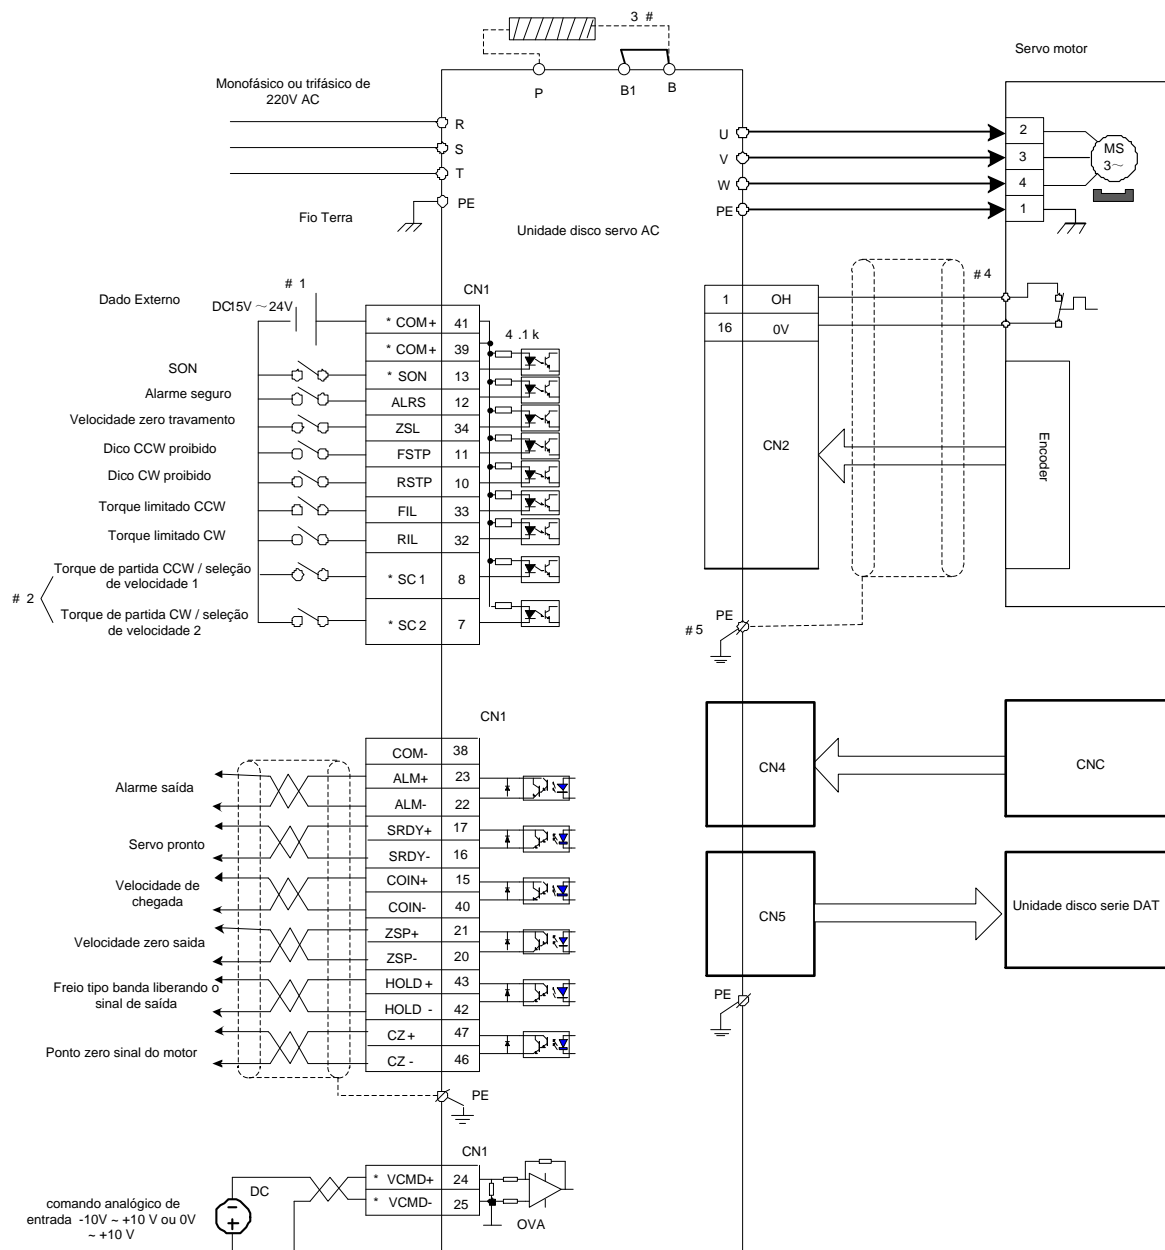 3 #
Servo motor
P
B1
B
Monofásico ou trifásico de
220V AC
R
S
T
PE
Fio Terra
U
V
W
PE
2
3
4
1
MS
3~
Unidade disco servo AC
# 1
Dado Externo
DC15V ~ 24V
CN1
* COM+ 41
* COM+ 39
4 .1 k
SON
* SON 13
Alarme seguro
ALRS 12
Velocidade zero travamento
ZSL 34
Dico CCW proibido
FSTP 11
Dico CW proibido
RSTP 10
Torque limitado CCW
FIL 33
Torque limitado CW
RIL 32
# 2
Torque de partida CCW / seleção
de velocidade 1
* SC 1 8
Torque de partida CW / seleção
de velocidade 2
* SC 2 7
1 OH
16 0V
CN2
# 4
Encoder
PE
# 5
CN1
COM- 38
Alarme saída
ALM+ 23
ALM- 22
Servo pronto
SRDY+ 17
SRDY- 16
Velocidade de
chegada
COIN+ 15
COIN- 40
Velocidade zero saida
ZSP+ 21
ZSP- 20
Freio tipo banda liberando o
sinal de saída
HOLD + 43
HOLD - 42
Ponto zero sinal do motor
CZ + 47
CZ - 46
PE
CN4
CNC
CN5
Unidade disco serie DAT
PE
CN1
* VCMD+ 24
* VCMD- 25
DC
- +
OVA
comando analógico de
entrada -10V ~ +10 V ou 0V
~ +10 V